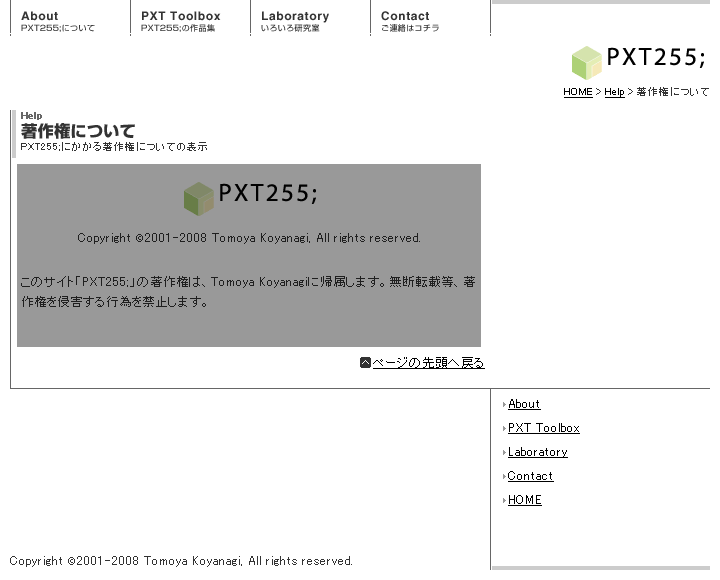 About
PXT255;について
PXT Toolbox
PXT255;の作品集
Laboratory
いろいろ研究室
Contact
ご連絡はコチラ
PXT255;
HOME > Help > 著作権について
Help
著作権について
PXT255;にかかる著作権についての表示
PXT255;
Copyright ©2001-2008 Tomoya Koyanagi, All rights reserved.
このサイト「PXT255;」の著作権は、Tomoya Koyanagiに帰属します。無断転載等、著
作権を侵害する行為を禁止します。
ページの先頭へ戻る
About
PXT Toolbox
Laboratory
Contact
HOME
Copyright ©2001-2008 Tomoya Koyanagi, All rights reserved.